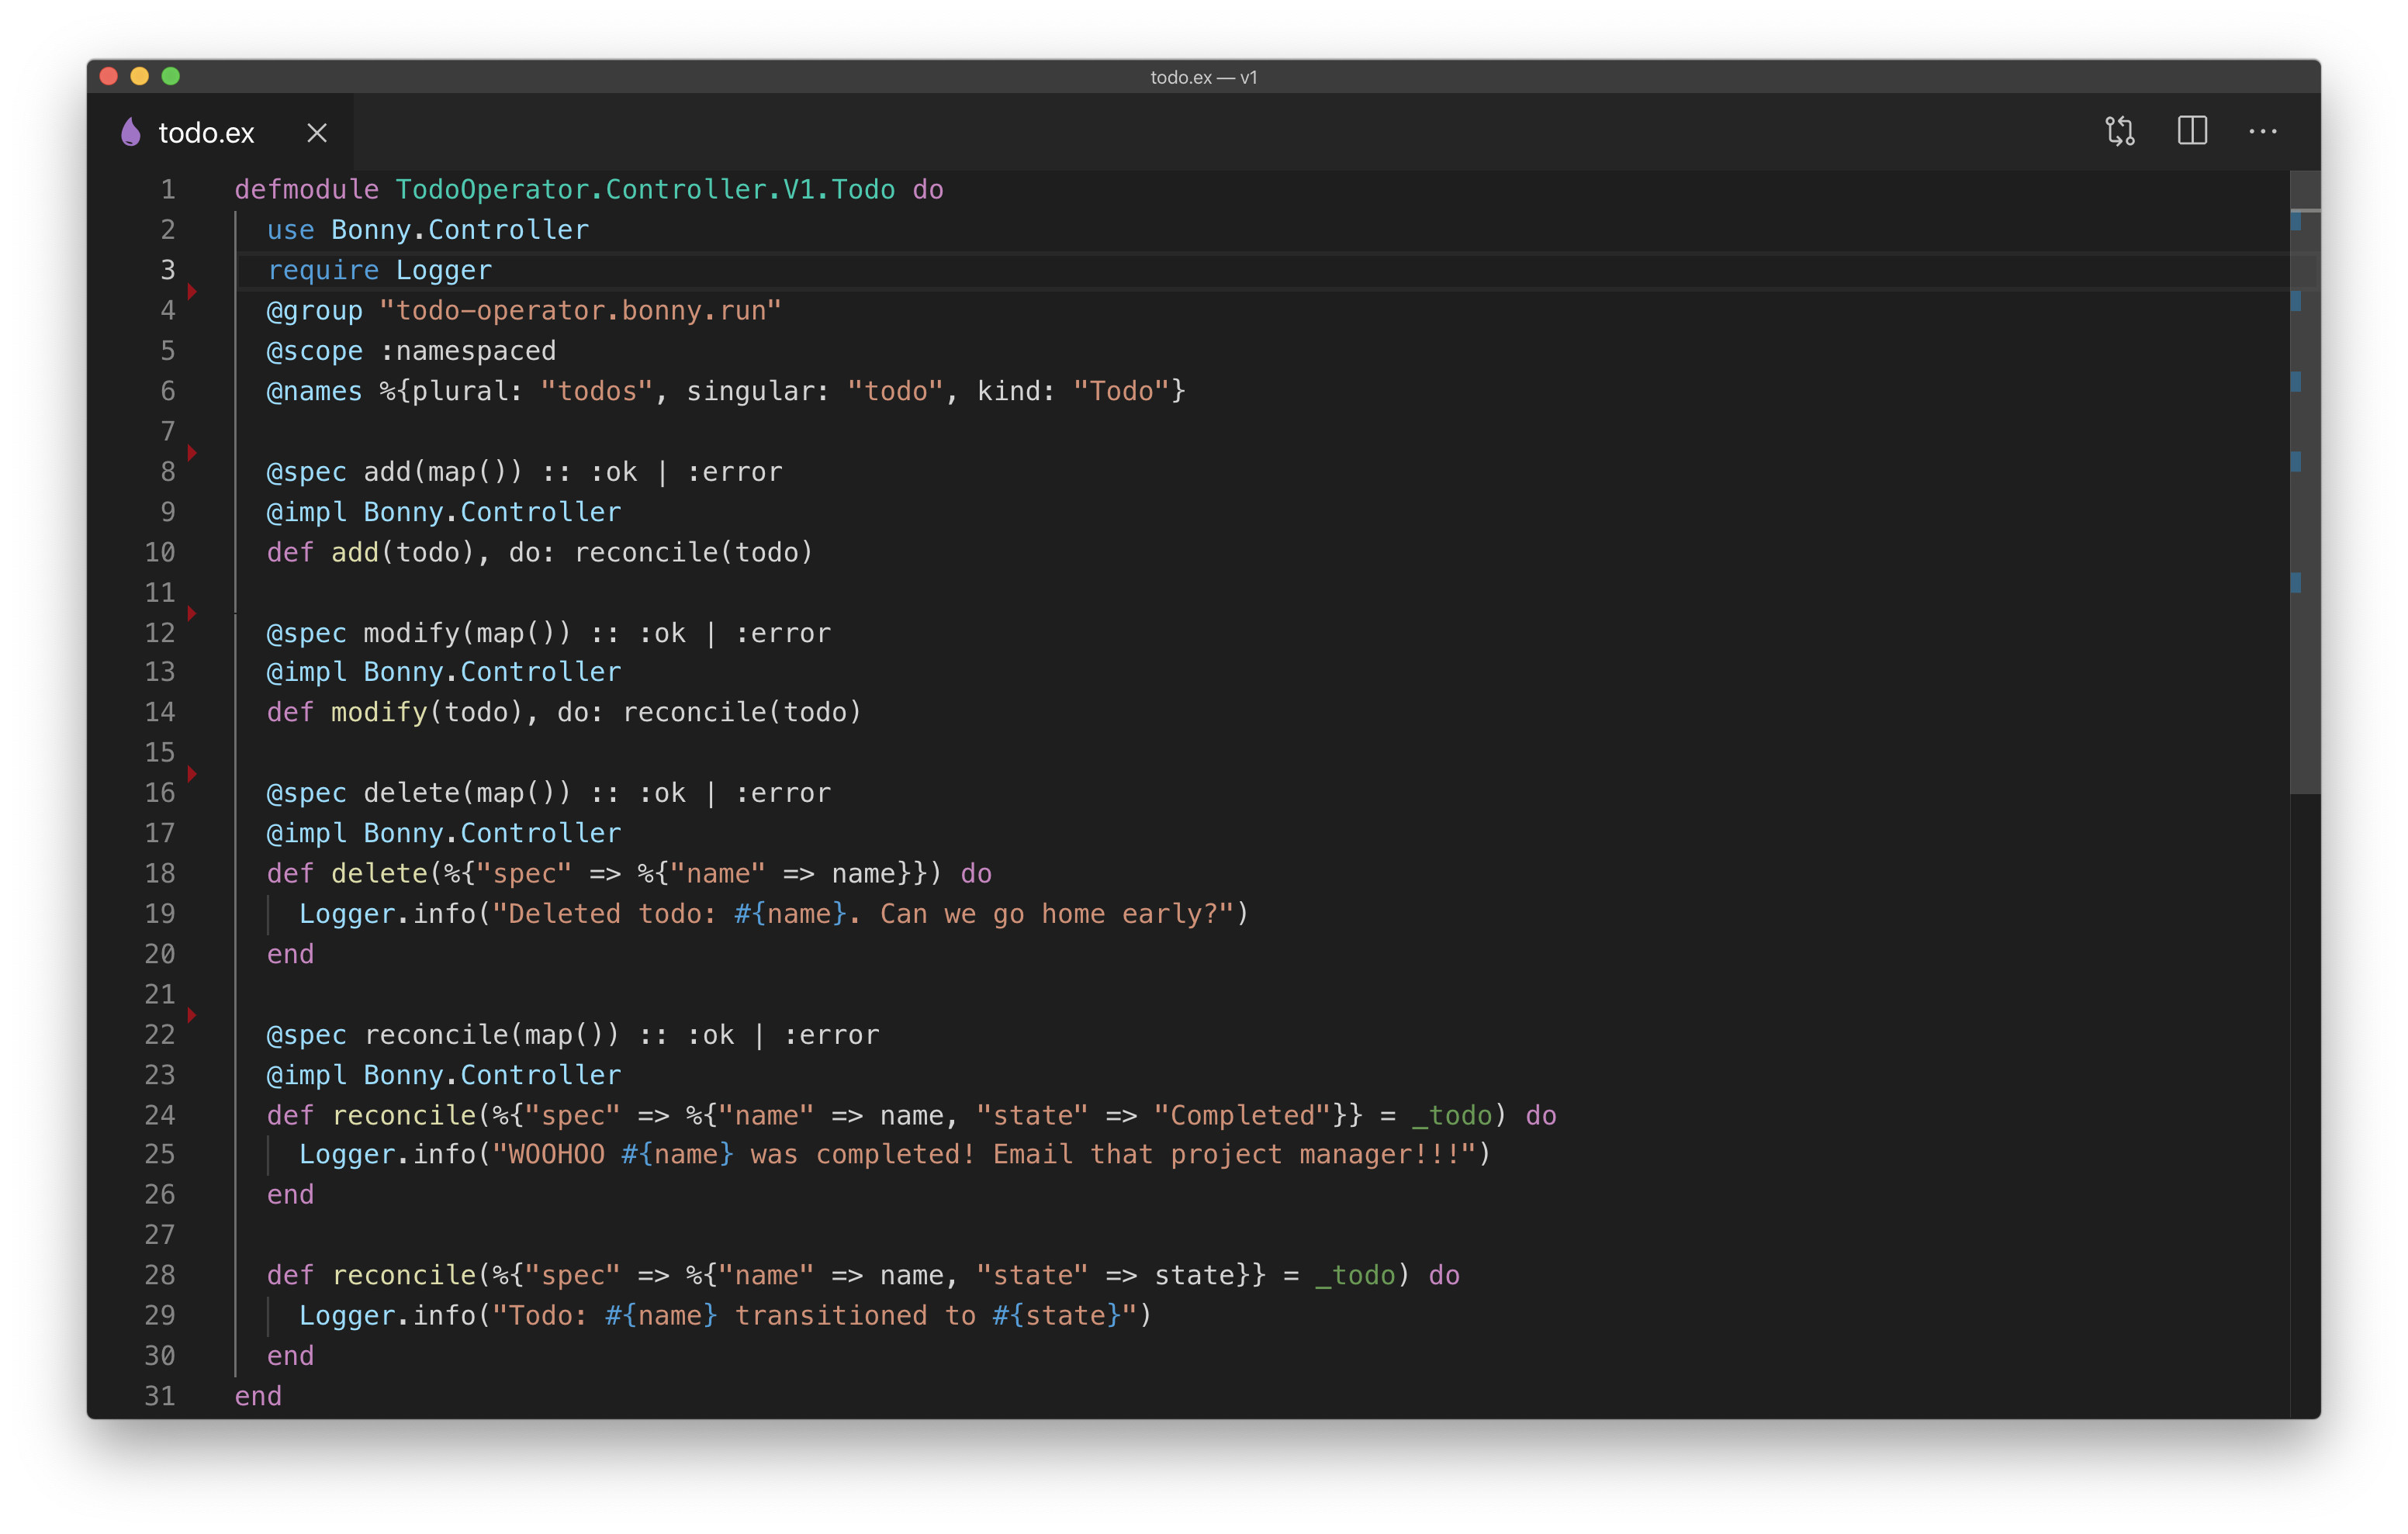 todo.ex — v1
todo.ex
1 defmodule TodoOperator.Controller.V1.Todo do
2   use Bonny.Controller
3   require Logger
4   @group "todo-operator.bonny.run"
5   @scope :namespaced
6   @names %{plural: "todos", singular: "todo", kind: "Todo"}
7
8   @spec add(map()) :: :ok | :error
9   @impl Bonny.Controller
10   def add(todo), do: reconcile(todo)
11
12   @spec modify(map()) :: :ok | :error
13   @impl Bonny.Controller
14   def modify(todo), do: reconcile(todo)
15
16   @spec delete(map()) :: :ok | :error
17   @impl Bonny.Controller
18   def delete(%{"spec" => %{"name" => name}}) do
19     Logger.info("Deleted todo: #{name}. Can we go home early?")
20   end
21
22   @spec reconcile(map()) :: :ok | :error
23   @impl Bonny.Controller
24   def reconcile(%{"spec" => %{"name" => name, "state" => "Completed"}} = _todo) do
25     Logger.info("WOOHOO #{name} was completed! Email that project manager!!!")
26   end
27
28   def reconcile(%{"spec" => %{"name" => name, "state" => state}} = _todo) do
29     Logger.info("Todo: #{name} transitioned to #{state}")
30   end
31 end